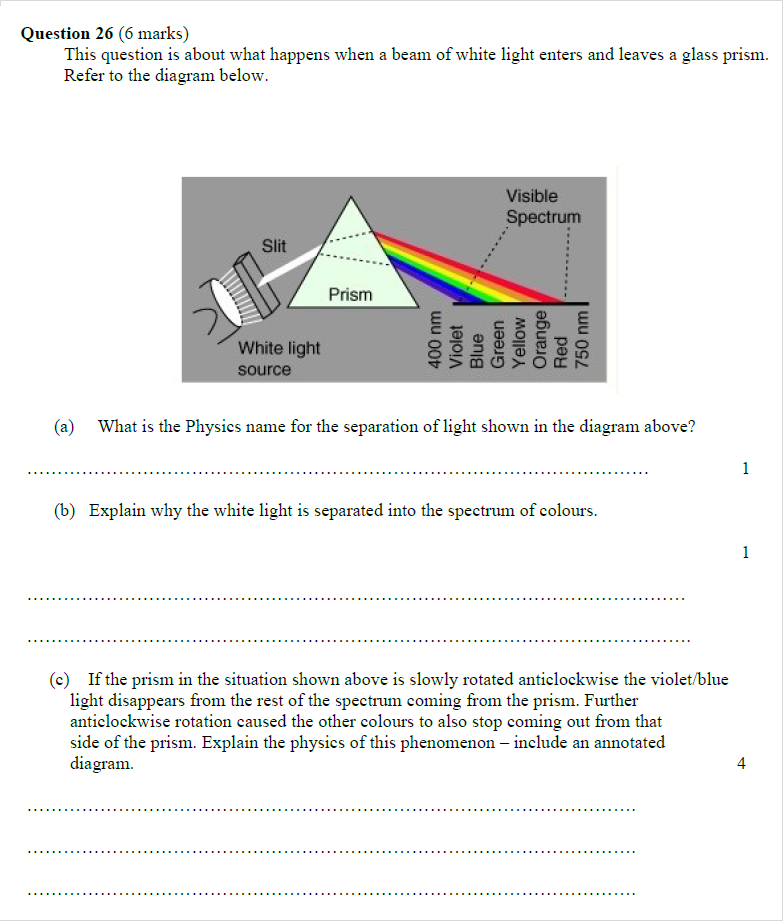 Question 26 (6 marks)
This question is about what happens when a beam of white light enters and leaves a glass prism.
Refer to the diagram below.
Visible
Spectrum
Slit
Prism
White light
source
400 nm
Violet
Blue
Green
Yellow
Orange
Red
750 nm
(a) What is the Physics name for the separation of light shown in the diagram above?
1
(b) Explain why the white light is separated into the spectrum of colours.
1
(c) If the prism in the situation shown above is slowly rotated anticlockwise the violet/blue
light disappears from the rest of the spectrum coming from the prism. Further
anticlockwise rotation caused the other colours to also stop coming out from that
side of the prism. Explain the physics of this phenomenon – include an annotated
diagram. 4